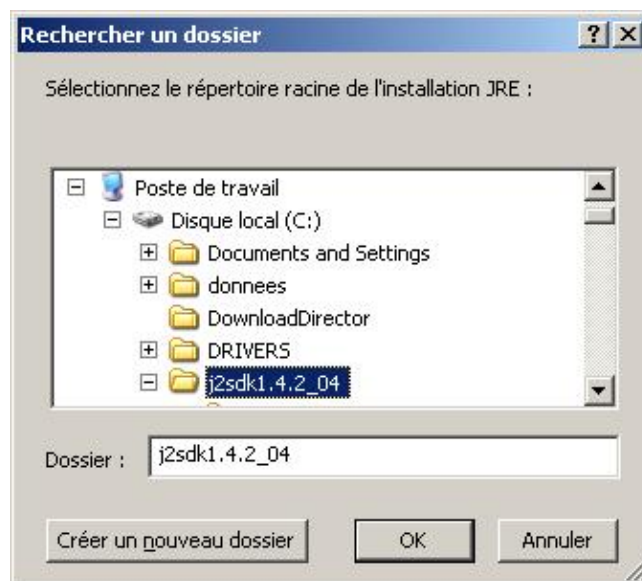 Rechercher un dossier
Sélectionnez le répertoire racine de l'installation JRE :
Poste de travail
Disque local (C:)
Documents and Settings
donnees
DownloadDirector
DRIVERS
j2sdk1.4.2_04
Dossier : j2sdk1.4.2_04
Créer un nouveau dossier OK Annuler